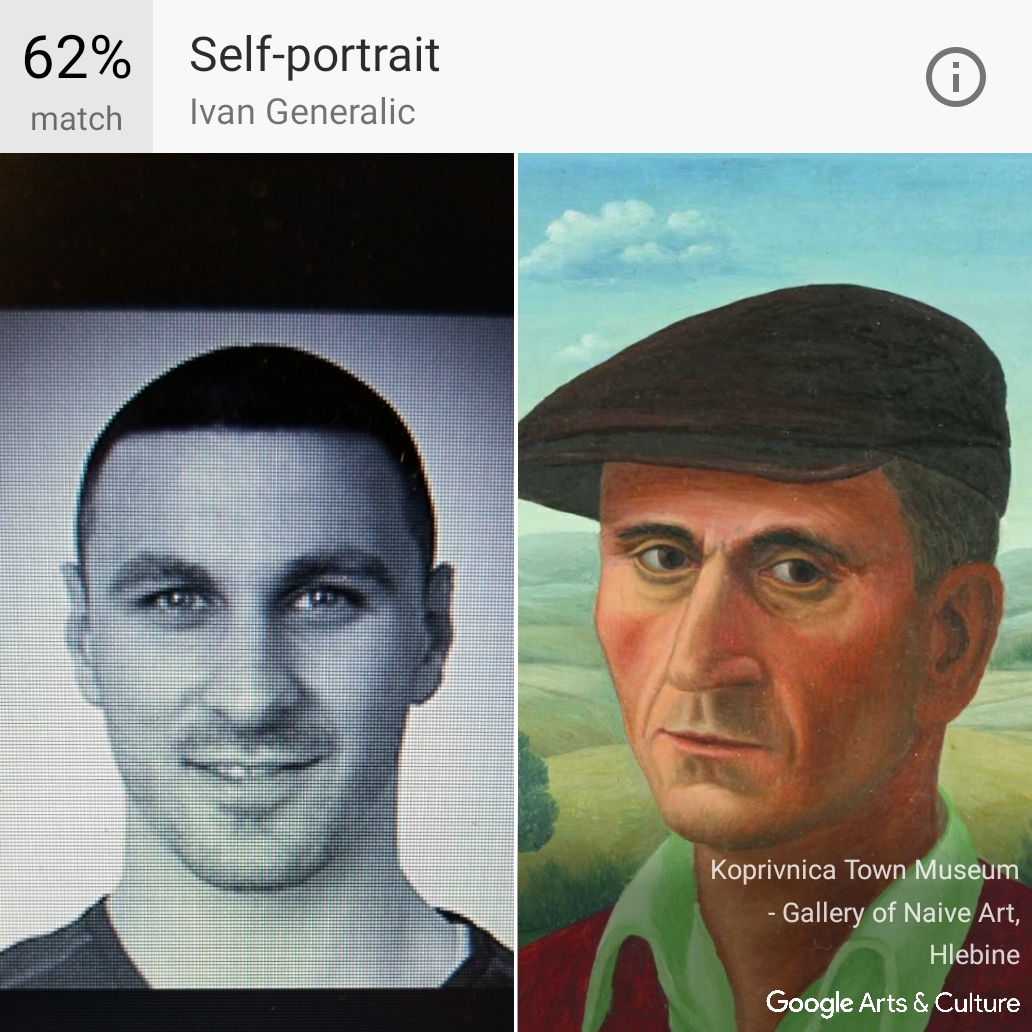 62%
match
Self-portrait
Ivan Generalic
Koprivnica Town Museum
- Gallery of Naive Art,
Hlebine
Google Arts & Culture